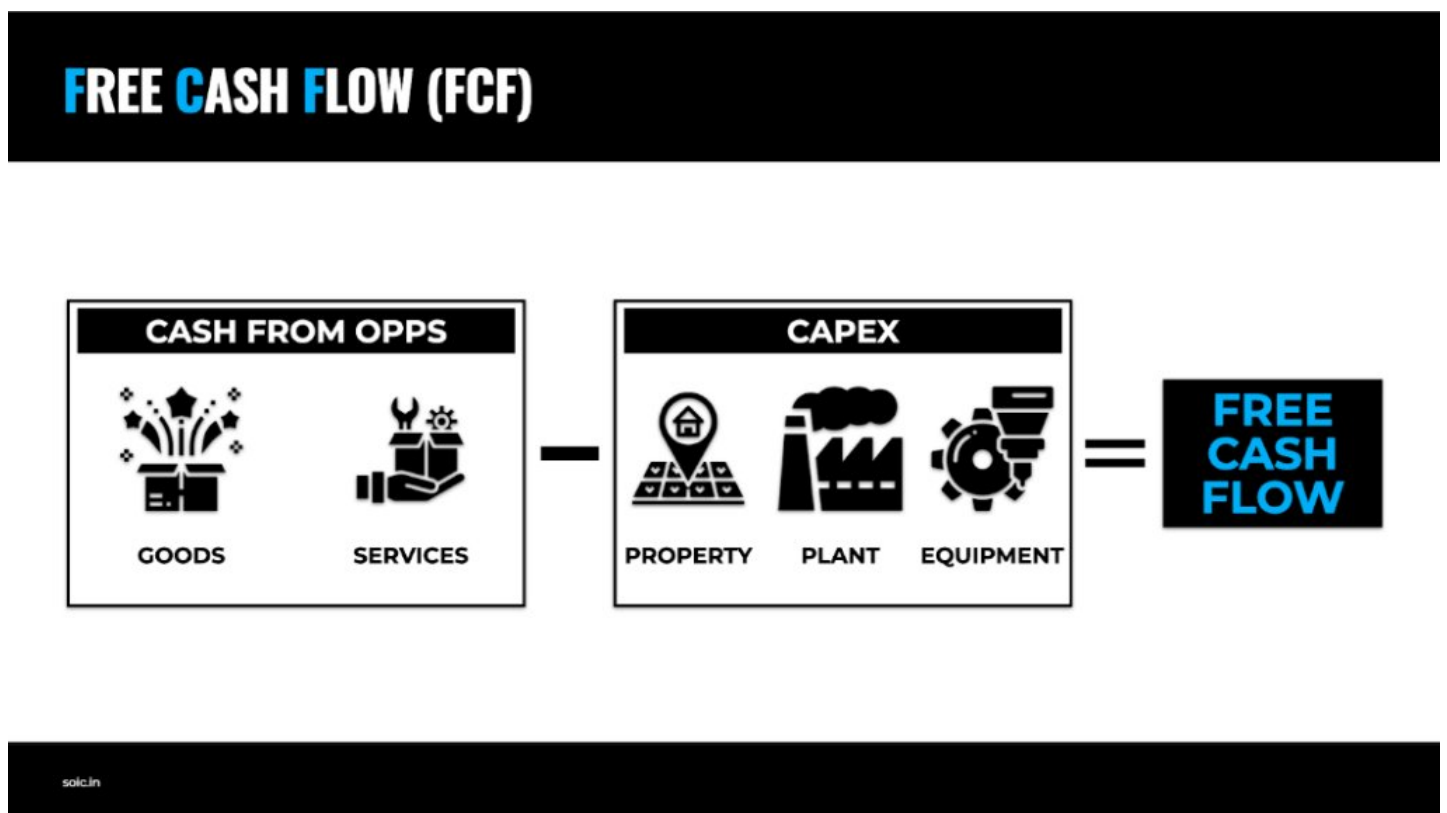 FREE CASH FLOW (FCF)
CASH FROM OPPS
GOODS
SERVICES
CAPEX
PROPERTY
PLANT
EQUIPMENT
FREE
CASH
FLOW
soic.in